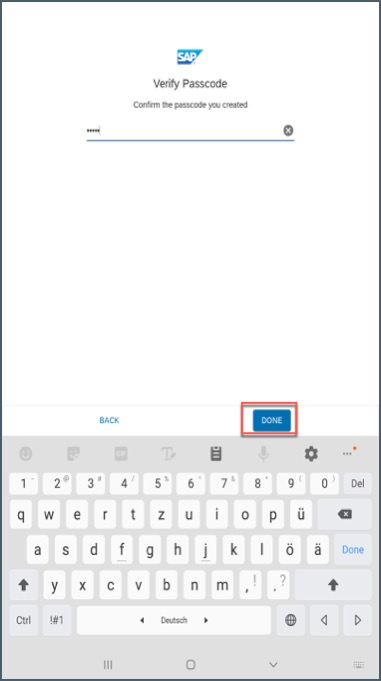 SAP
Verify Passcode
Confirm the passcode you created
•••••
BACK DONE
1 2 @ 3 # 4 / 5 % 6 7 & 8 * 9 ( 0 ) Del
q w e r t z u i o p ü
a s d f g h j k l ö ä Done
y x c v b n m , ! . ?
Ctrl !#1 Deutsch